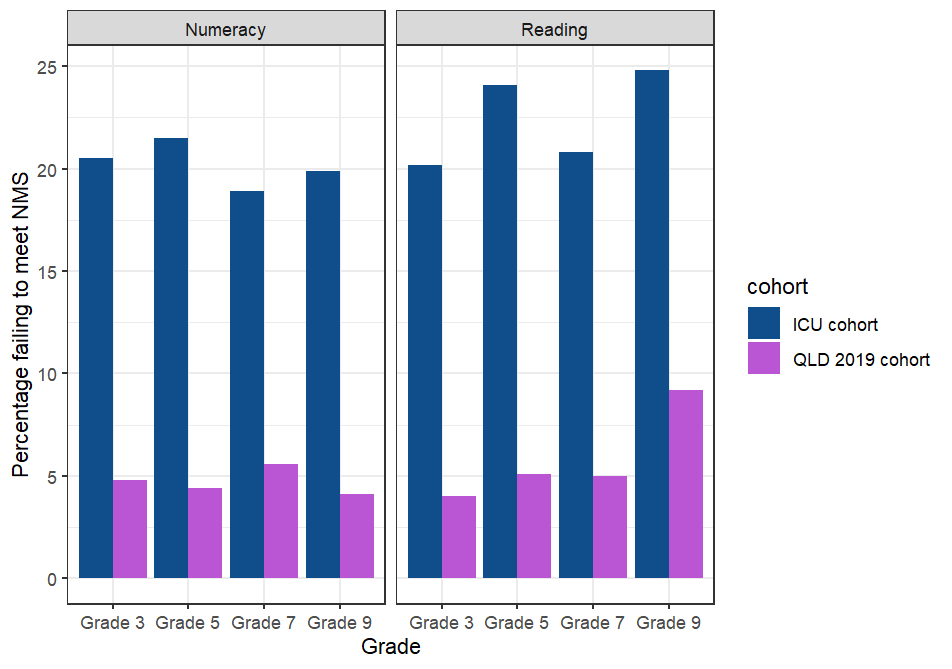 Numeracy
Reading
Percentage failing to meet NMS
25
20
15
10
5
0
Grade 3 Grade 5 Grade 7 Grade 9
Grade 3 Grade 5 Grade 7 Grade 9
Grade
cohort
ICU cohort
QLD 2019 cohort